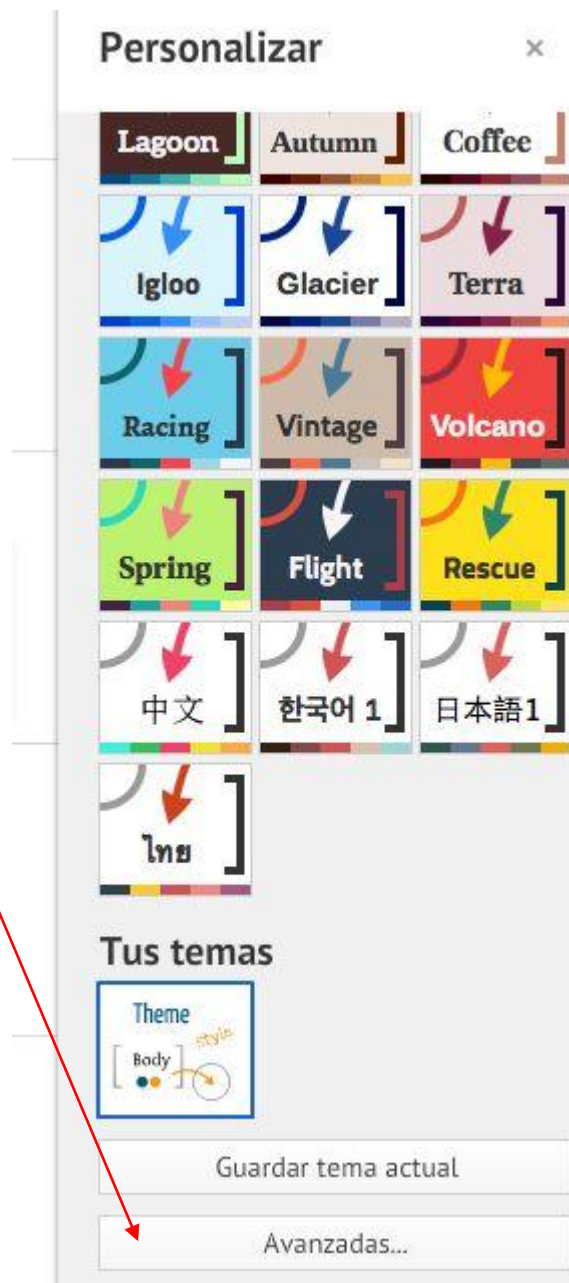 Personalizar ×
Lagoon Autumn Coffee
Igloo Glacier Terra
Racing Vintage Volcano
Spring Flight Rescue
中文 한국어 1 日本語1
ไทย
Tus temas
Theme
style
Body
Guardar tema actual
Avanzadas...